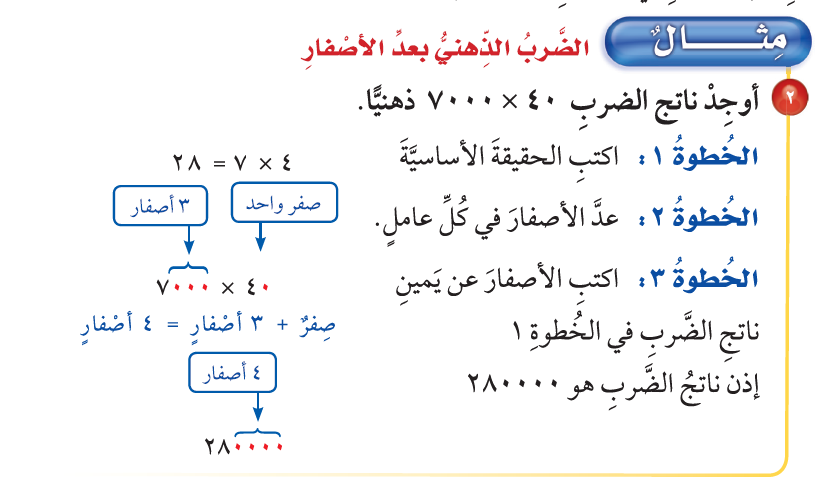 مِثَـــالٌ
الضَّربُ الذِّهنيُّ بعدِّ الأصْفارِ
٢
أوجِدْ ناتج الضربِ ٤٠ × ٧٠٠٠ ذهنيًّا.
الخُطوةُ ١: اكتبِ الحقيقةَ الأساسيَّةَ
٤ × ٧ = ٢٨
الخُطوةُ ٢: عدَّ الأصفارَ في كُلِّ عاملٍ.
صفر واحد
٣ أصفار
٤٠ × ٧٠٠٠
الخُطوةُ ٣: اكتبِ الأصفارَ عن يَمينِ
ناتجِ الضَّربِ في الخُطوةِ ١
إذن ناتجُ الضَّربِ هو ٢٨٠٠٠٠
صِفرٌ + ٣ أصْفارٍ = ٤ أصْفارٍ
٤ أصفار
٢٨٠٠٠٠